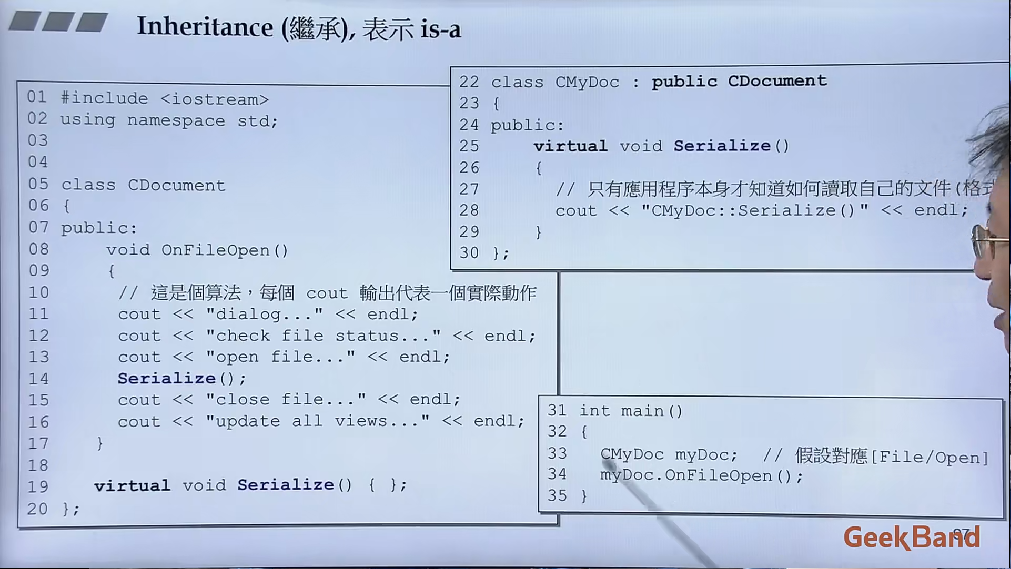 Inheritance (繼承), 表示 is-a
01 #include <iostream>
02 using namespace std;
03
04
05 class CDocument
06 {
07 public:
08 void OnFileOpen()
09 {
10 // 這是個算法，每個 cout 輸出代表一個實際動作
11 cout << "dialog..." << endl;
12 cout << "check file status..." << endl;
13 cout << "open file..." << endl;
14 Serialize();
15 cout << "close file..." << endl;
16 cout << "update all views..." << endl;
17 }
18
19 virtual void Serialize() { };
20 };
22 class CMyDoc : public CDocument
23 {
24 public:
25 virtual void Serialize()
26 {
27 // 只有應用程序本身才知道如何讀取自己的文件(格式
28 cout << "CMyDoc::Serialize()" << endl;
29 }
30 };
31 int main()
32 {
33 CMyDoc myDoc; // 假設對應[File/Open]
34 myDoc.OnFileOpen();
35 }
GeekBand